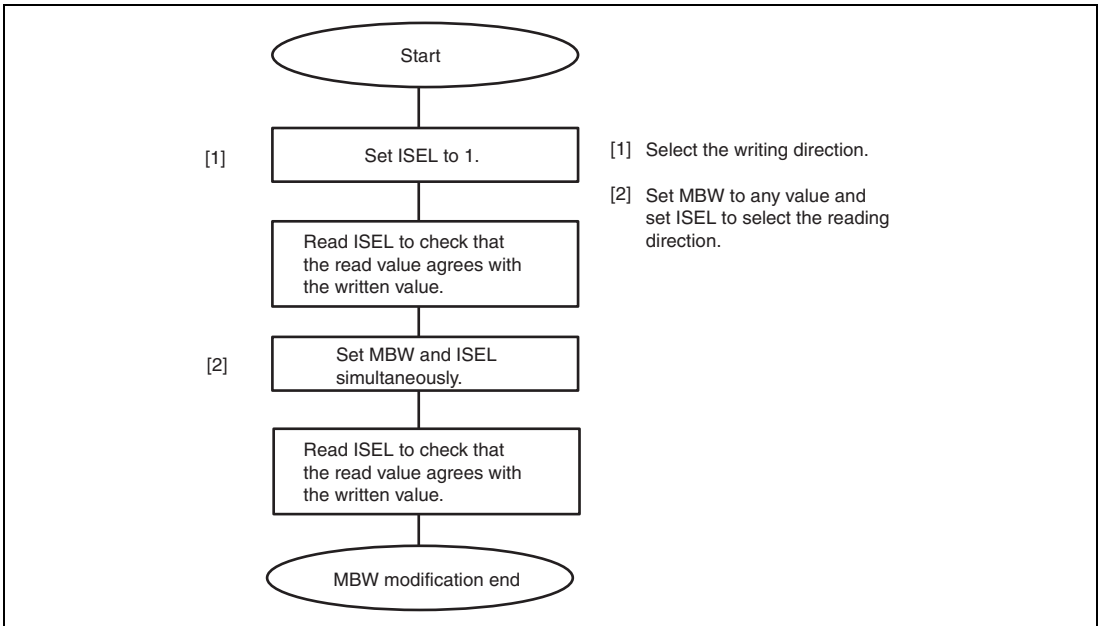 Start
[1]
Set ISEL to 1.
[1] Select the writing direction.
[2] Set MBW to any value and
set ISEL to select the reading
direction.
Read ISEL to check that
the read value agrees with
the written value.
[2]
Set MBW and ISEL
simultaneously.
Read ISEL to check that
the read value agrees with
the written value.
MBW modification end